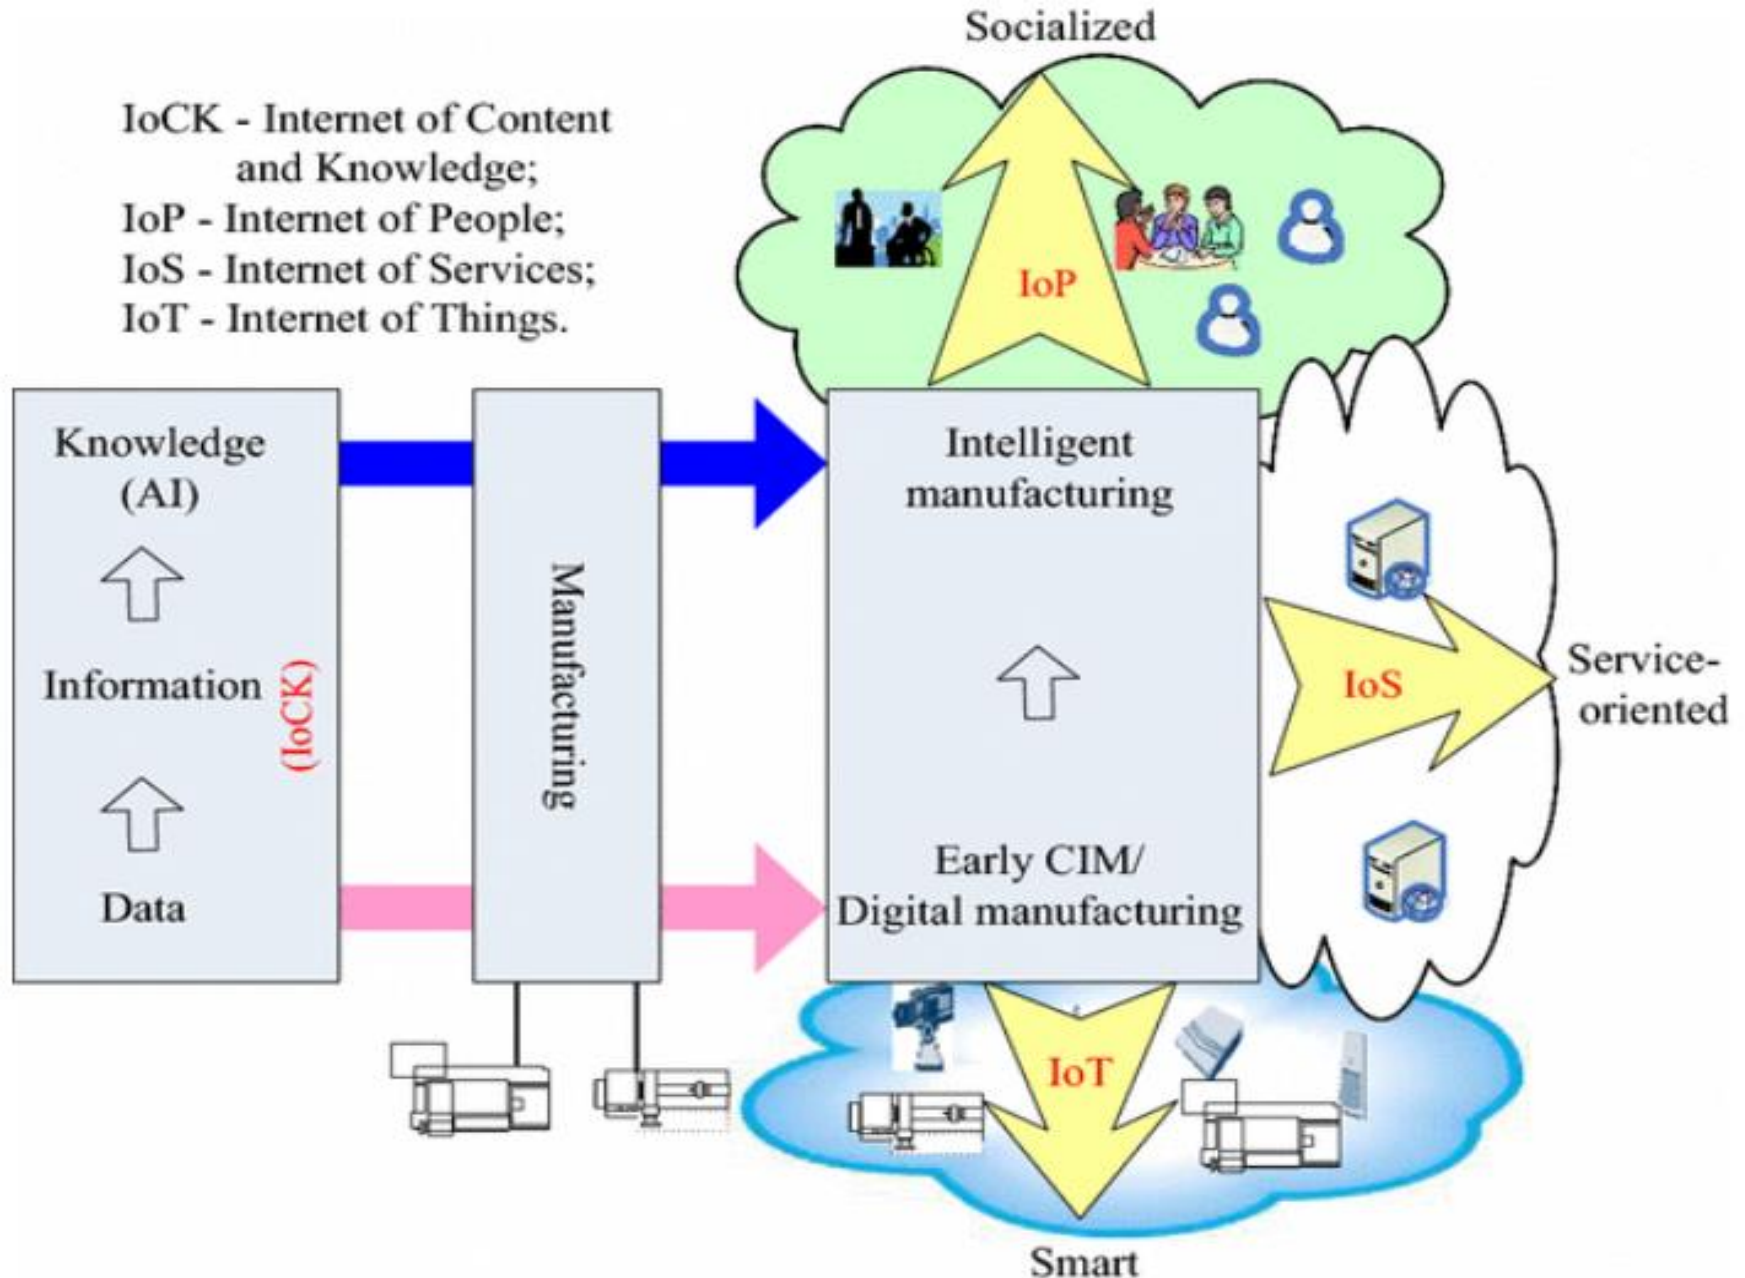 Socialized
IoCK - Internet of Content
and Knowledge;
IoP - Internet of People;
IoS - Internet of Services;
IoT - Internet of Things.
IoP
Knowledge
(AI)
Information
(IoCK)
Data
Manufacturing
Intelligent
manufacturing
Early CIM/
Digital manufacturing
IoS
Service-
oriented
IoT
Smart